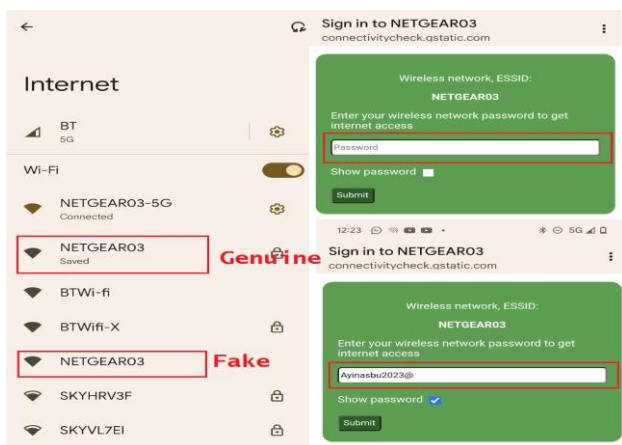 Internet
BT
5G
Wi-Fi
NETGEAR03-5G
Connected
NETGEAR03
Saved
Genuine
BTWi-fi
BTWifi-X
NETGEAR03
Fake
SKYHRV3F
SKYVL7EI
Sign in to NETGEAR03
connectivitycheck.gstatic.com
Wireless network, ESSID:
NETGEAR03
Enter your wireless network password to get
internet access
Password
Show password
Submit
12:23
5G
Sign in to NETGEAR03
connectivitycheck.gstatic.com
Wireless network, ESSID:
NETGEAR03
Enter your wireless network password to get
internet access
Ayinasbu2023@
Show password
Submit